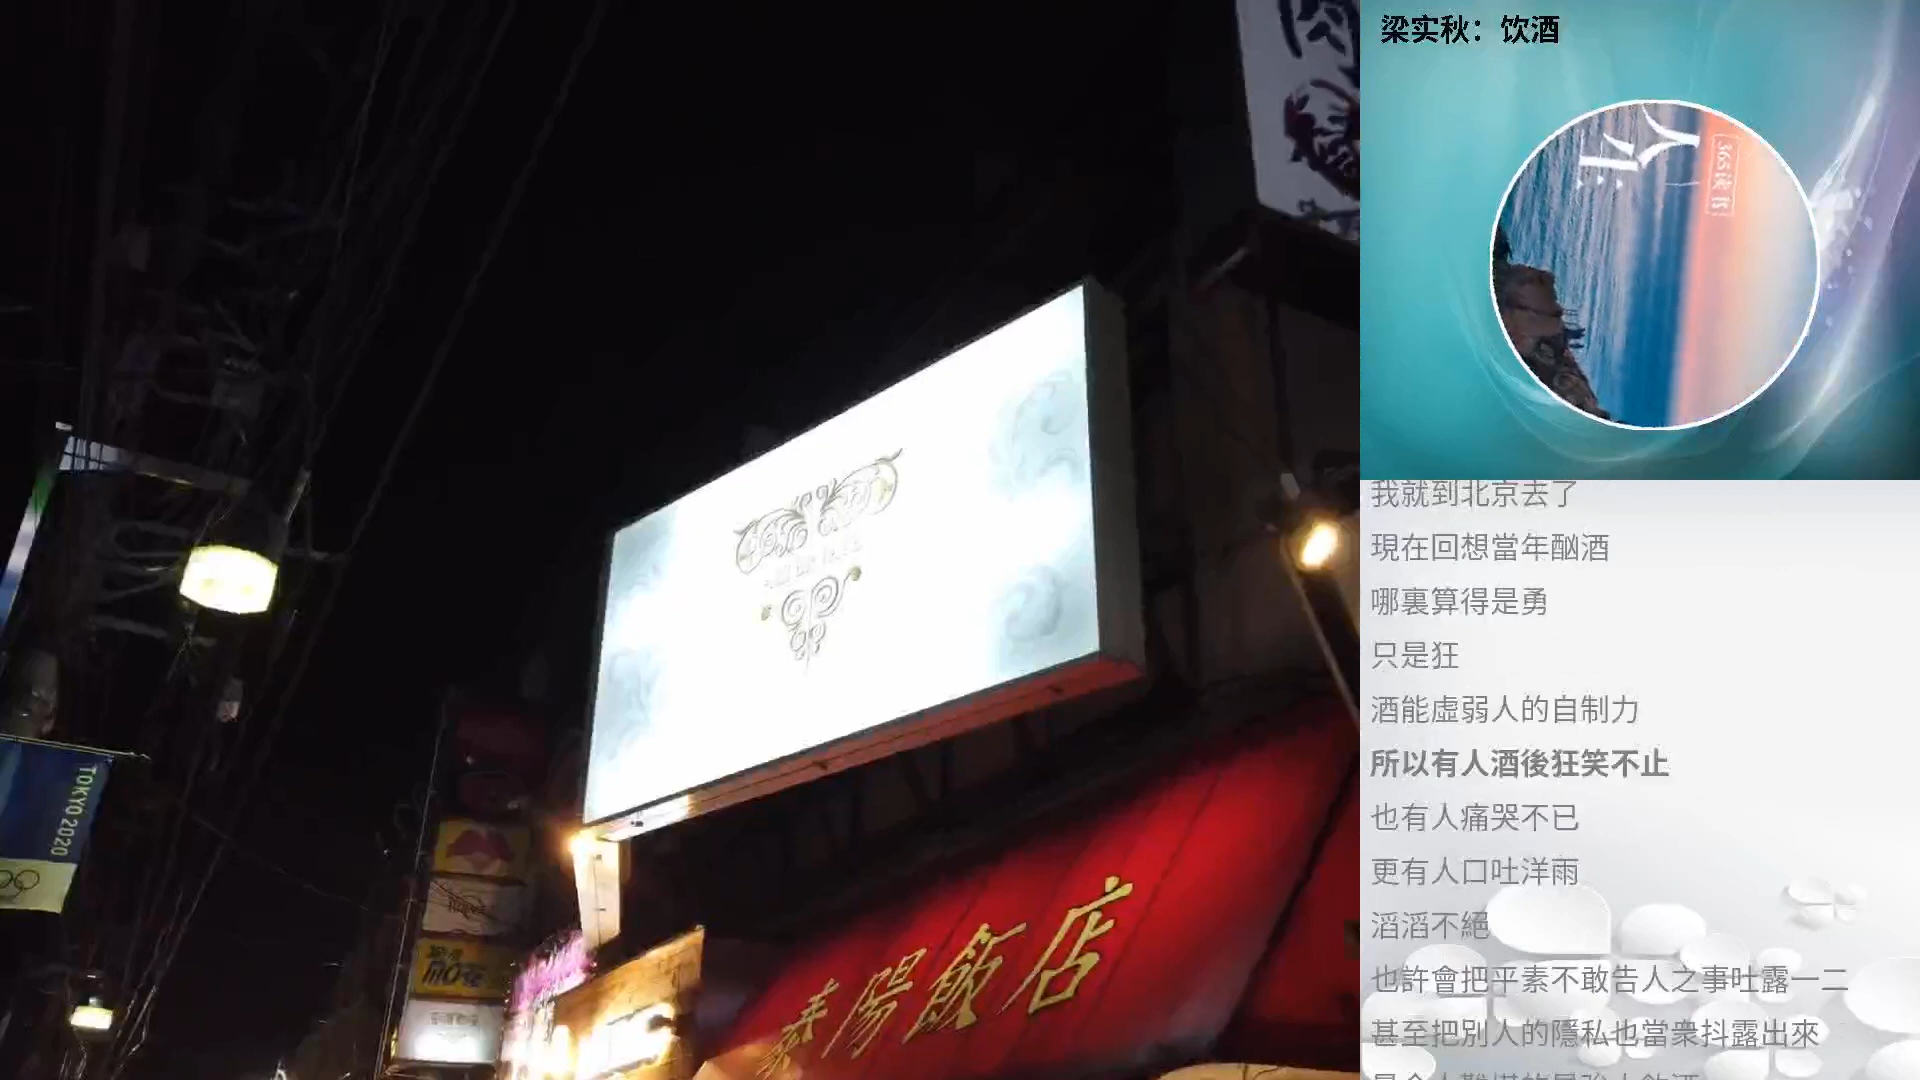 梁实秋：饮酒
365读书
TOKYO 2020
飯店
我就到北京去了
現在回想當年酗酒
哪裏算得是勇
只是狂
酒能虛弱人的自制力
所以有人酒後狂笑不止
也有人痛哭不已
更有人口吐洋雨
滔滔不絕
也許會把平素不敢告人之事吐露一二
甚至把別人的隱私也當衆抖露出來